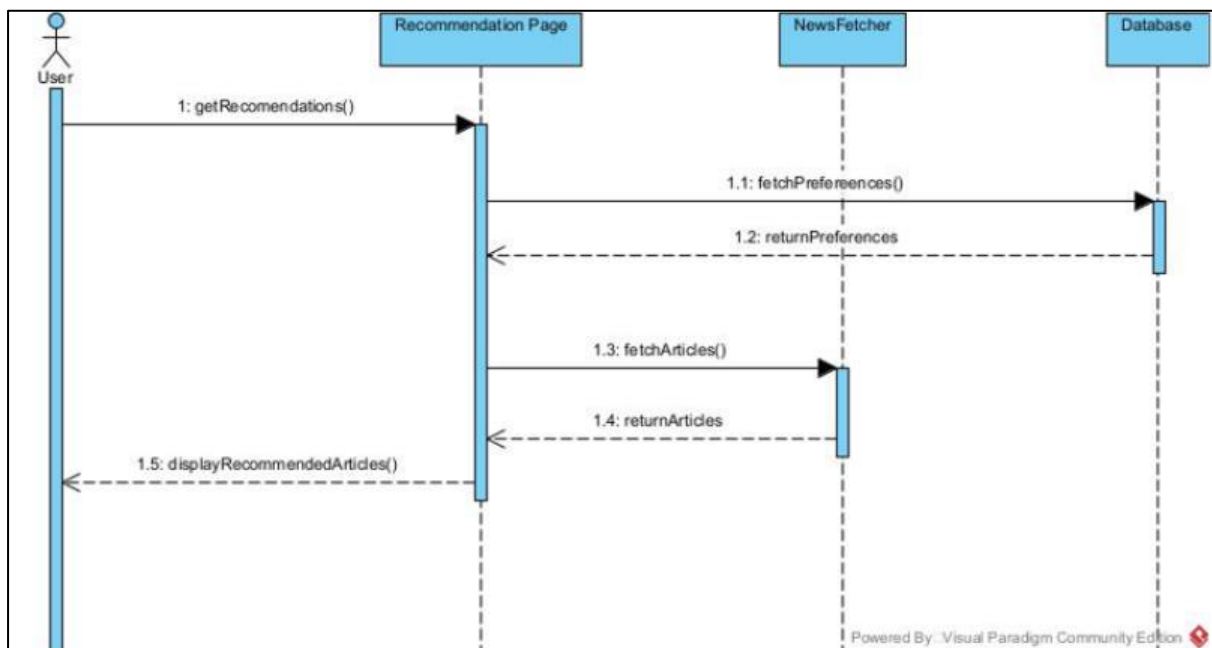 Recommendation Page
NewsFetcher
Database
User
1: getRecomendations()
1.1: fetchPrefereences()
1.2: returnPreferences
1.3: fetchArticles()
1.4: returnArticles
1.5: displayRecommendedArticles()
Powered By: Visual Paradigm Community Edition